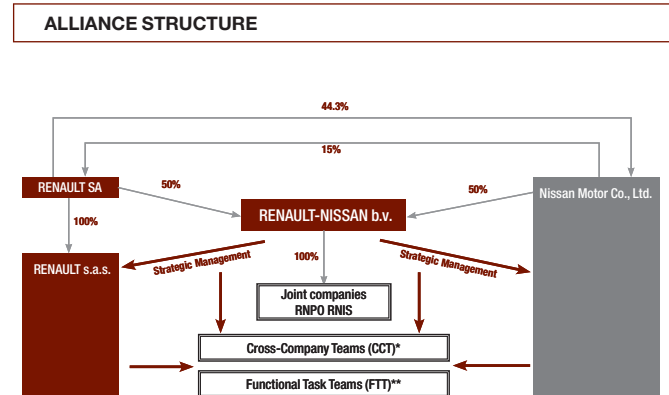 ALLIANCE STRUCTURE
44.3%
15%
RENAULT SA
50%
50%
Nissan Motor Co., Ltd.
RENAULT-NISSAN b.v.
100%
RENAULT s.a.s.
Strategic Management
100%
Strategic Management
Joint companies
RNPO RNIS
Cross-Company Teams (CCT)*
Functional Task Teams (FTT)**